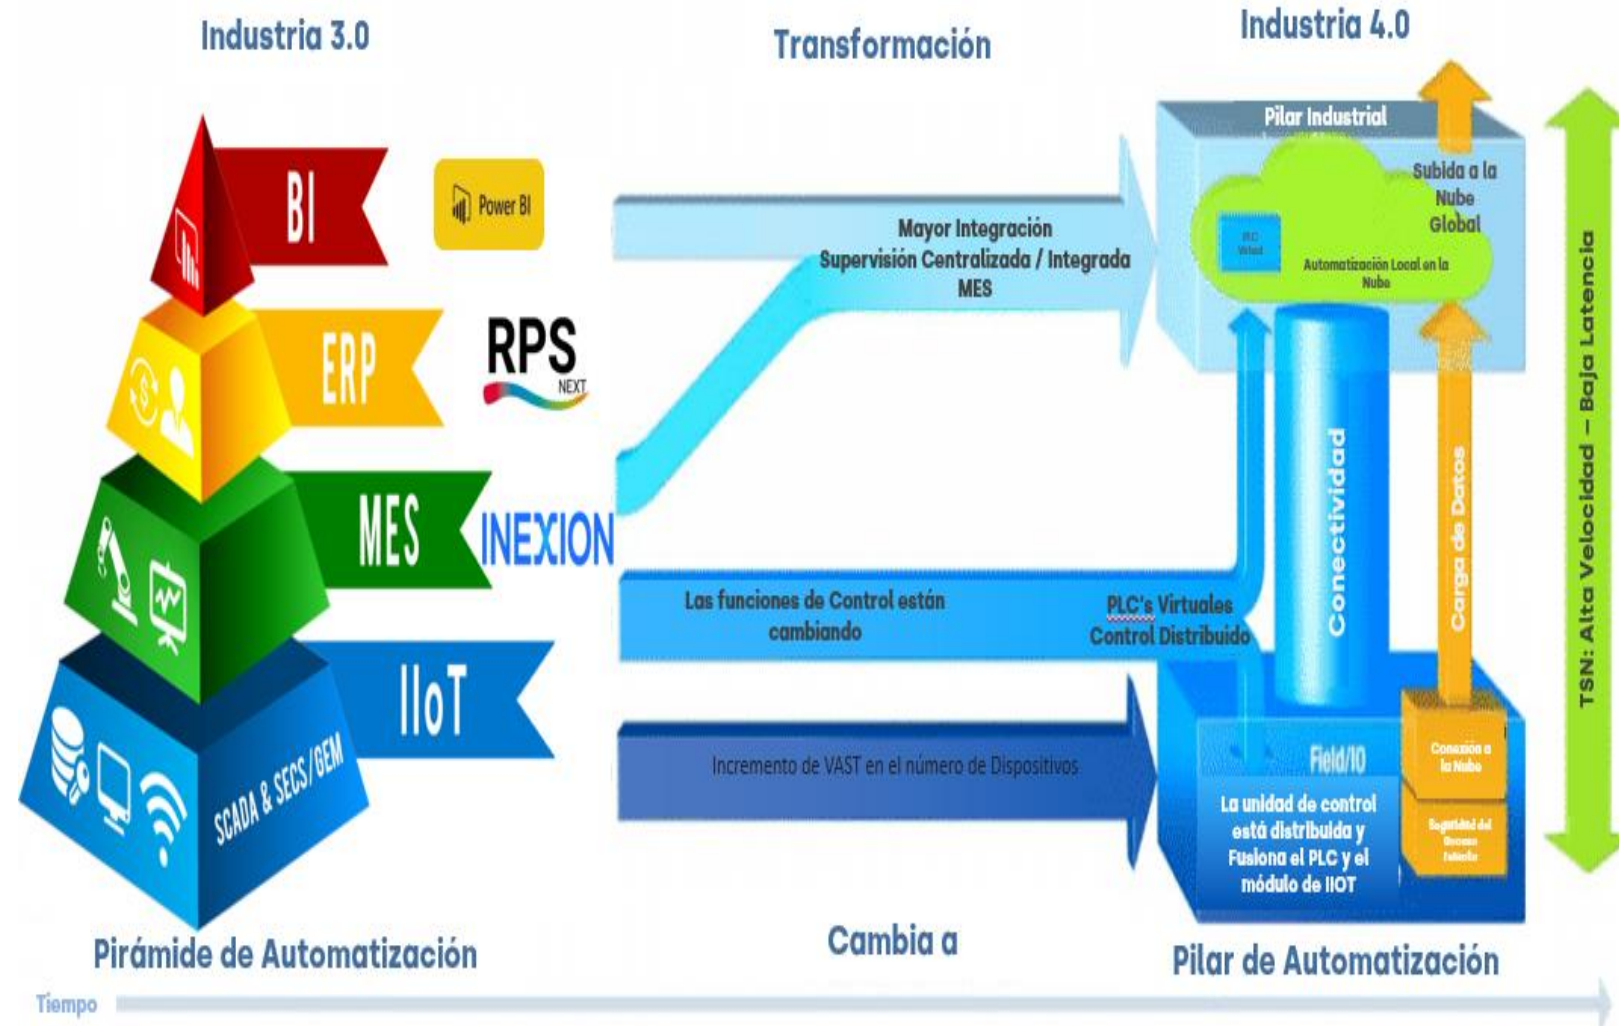 Industria 3.0
Transformación
Industria 4.0
BI
Power BI
ERP
RPS
NEXT
MES
INEXION
IIoT
SCADA & SECS/GEM
Mayor Integración
Supervisión Centralizada / Integrada
MES
Las funciones de Control están
cambiando
PLC's Virtuales
Control Distribuido
Incremento de VAST en el número de Dispositivos
Pilar Industrial
Subida a la
Nube
Global
Automatización Local en la
Nube
Conectividad
Carga de Datos
Field/IO
La unidad de control
está distribuida y
Fusiona el PLC y el
módulo de IIOT
Conexión a
la Nube
Seguridad del
TSN: Alta Velocidad – Baja Latencia
Pirámide de Automatización
Cambia a
Pilar de Automatización
Tiempo